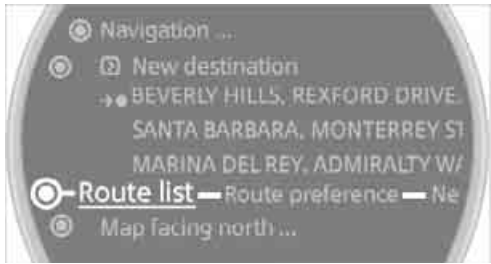 Navigation ...
New destination
BEVERLY HILLS, REXFORD DRIVE,
SANTA BARBARA, MONTERREY ST
MARINA DEL REY, ADMIRALTY WA
Route list Route preference Ne
Map facing north ...